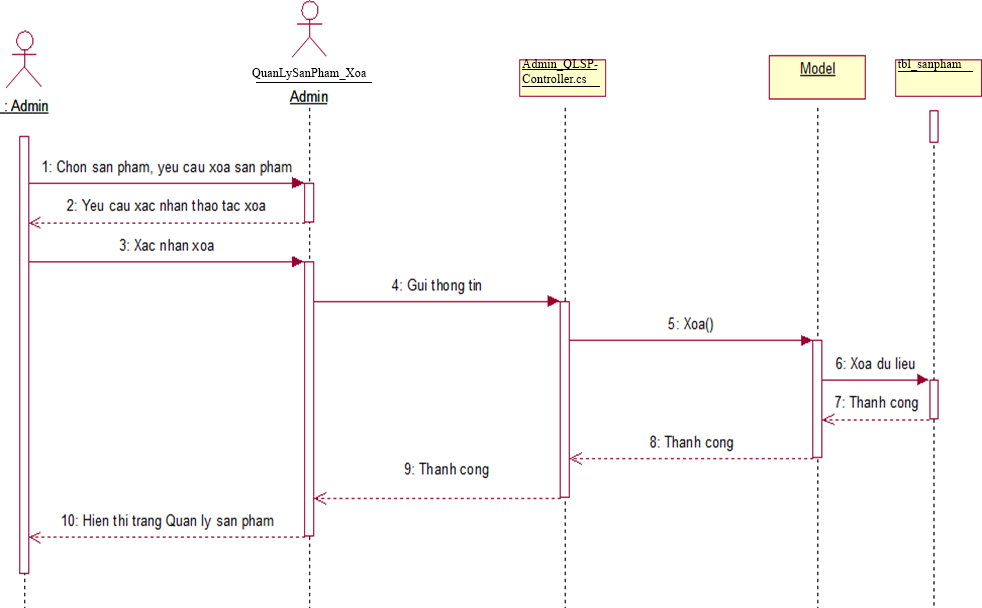 : Admin
QuanLySanPham_Xoa
Admin
Admin_QLSP-
Controller.cs
Model
tbl_sanpham
1: Chon san pham, yeu cau xoa san pham
2: Yeu cau xac nhan thao tac xoa
3: Xac nhan xoa
4: Gui thong tin
5: Xoa()
6: Xoa du lieu
7: Thanh cong
8: Thanh cong
9: Thanh cong
10: Hien thi trang Quan ly san pham